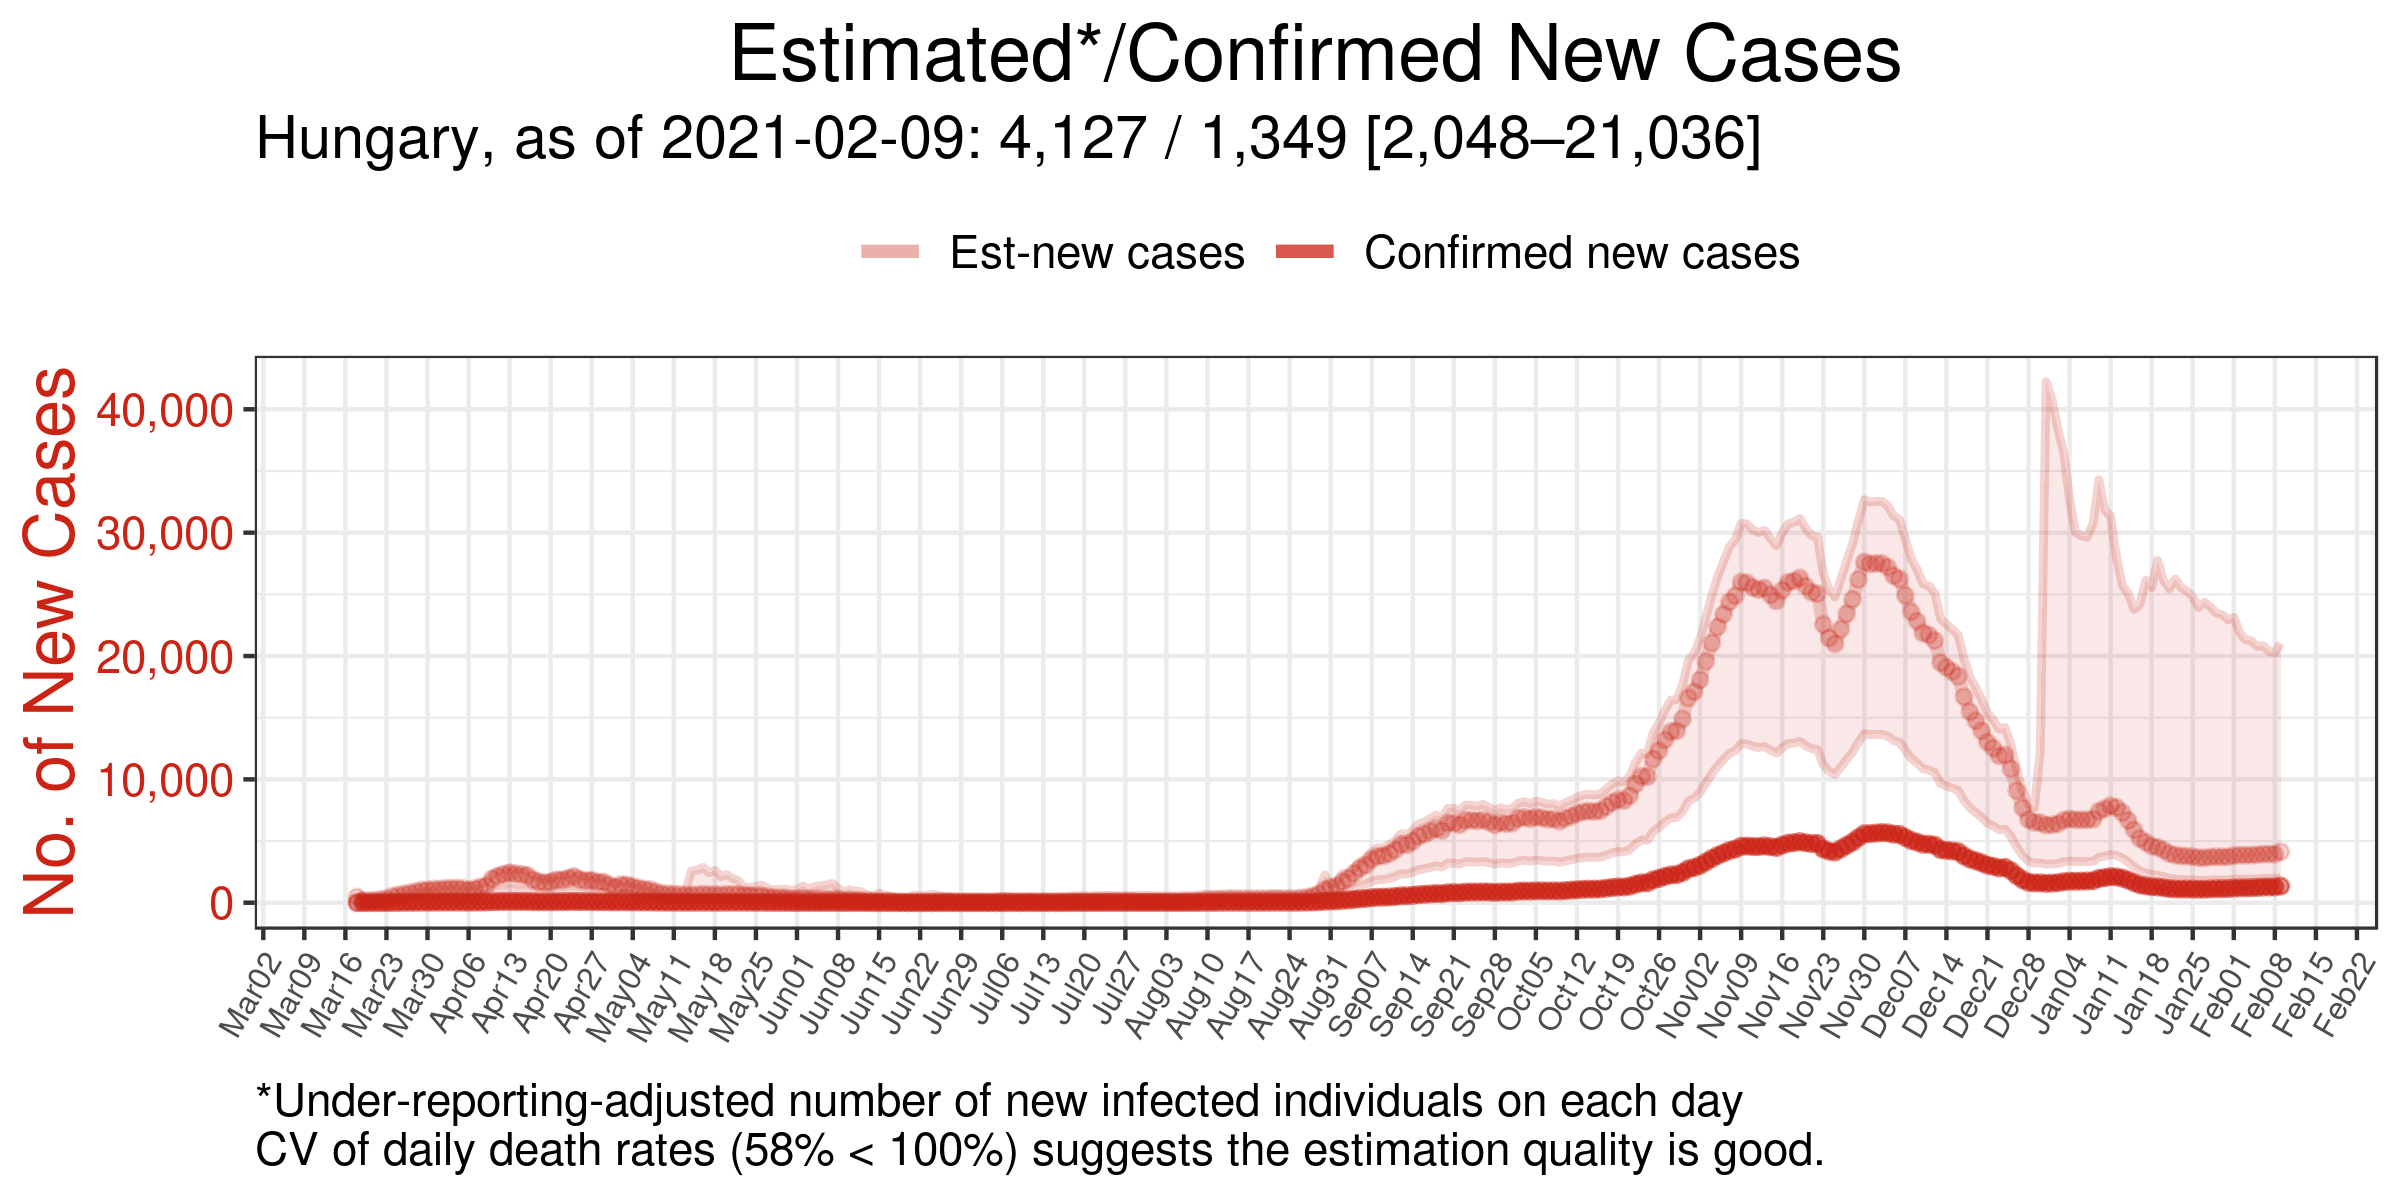 Estimated*/Confirmed New Cases
Hungary, as of 2021-02-09: 4,127 / 1,349 [2,048–21,036]
Est-new cases Confirmed new cases
No. of New Cases
40,000
30,000
20,000
10,000
0
Mar02 Mar09 Mar16 Mar23 Mar30 Apr06 Apr13 Apr20 Apr27 May04 May11 May18 May25 Jun01 Jun08 Jun15 Jun22 Jun29 Jul06 Jul13 Jul20 Jul27 Aug03 Aug10 Aug17 Aug24 Aug31 Sep07 Sep14 Sep21 Sep28 Oct05 Oct12 Oct19 Oct26 Nov02 Nov09 Nov16 Nov23 Nov30 Dec07 Dec14 Dec21 Dec28 Jan04 Jan11 Jan18 Jan25 Feb01 Feb08 Feb15 Feb22
*Under-reporting-adjusted number of new infected individuals on each day
CV of daily death rates (58% < 100%) suggests the estimation quality is good.